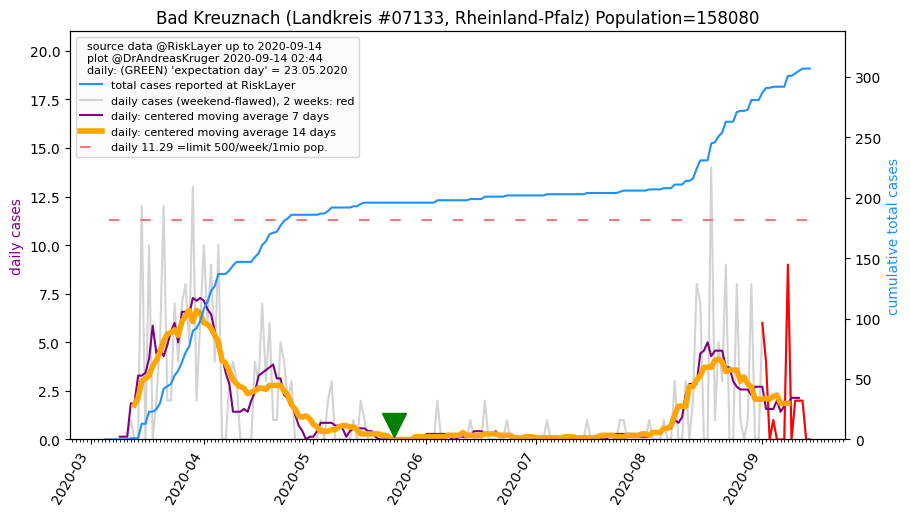 Bad Kreuznach (Landkreis #07133, Rheinland-Pfalz) Population=158080
source data @RiskLayer up to 2020-09-14
plot @DrAndreasKruger 2020-09-14 02:44
daily: (GREEN) 'expectation day' = 23.05.2020
total cases reported at RiskLayer
daily cases (weekend-flawed), 2 weeks: red
daily: centered moving average 7 days
daily: centered moving average 14 days
daily 11.29 =limit 500/week/1mio pop.
daily cases
20.0
17.5
15.0
12.5
10.0
7.5
5.0
2.5
0.0
cumulative total cases
300
250
200
150
100
50
0
2020-03
2020-04
2020-05
2020-06
2020-07
2020-08
2020-09